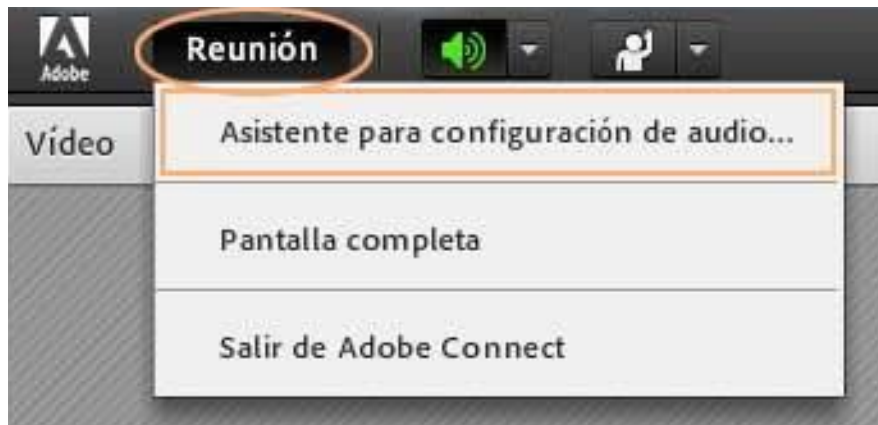 Adobe
Reunión
Vídeo
Asistente para configuración de audio...
Pantalla completa
Salir de Adobe Connect